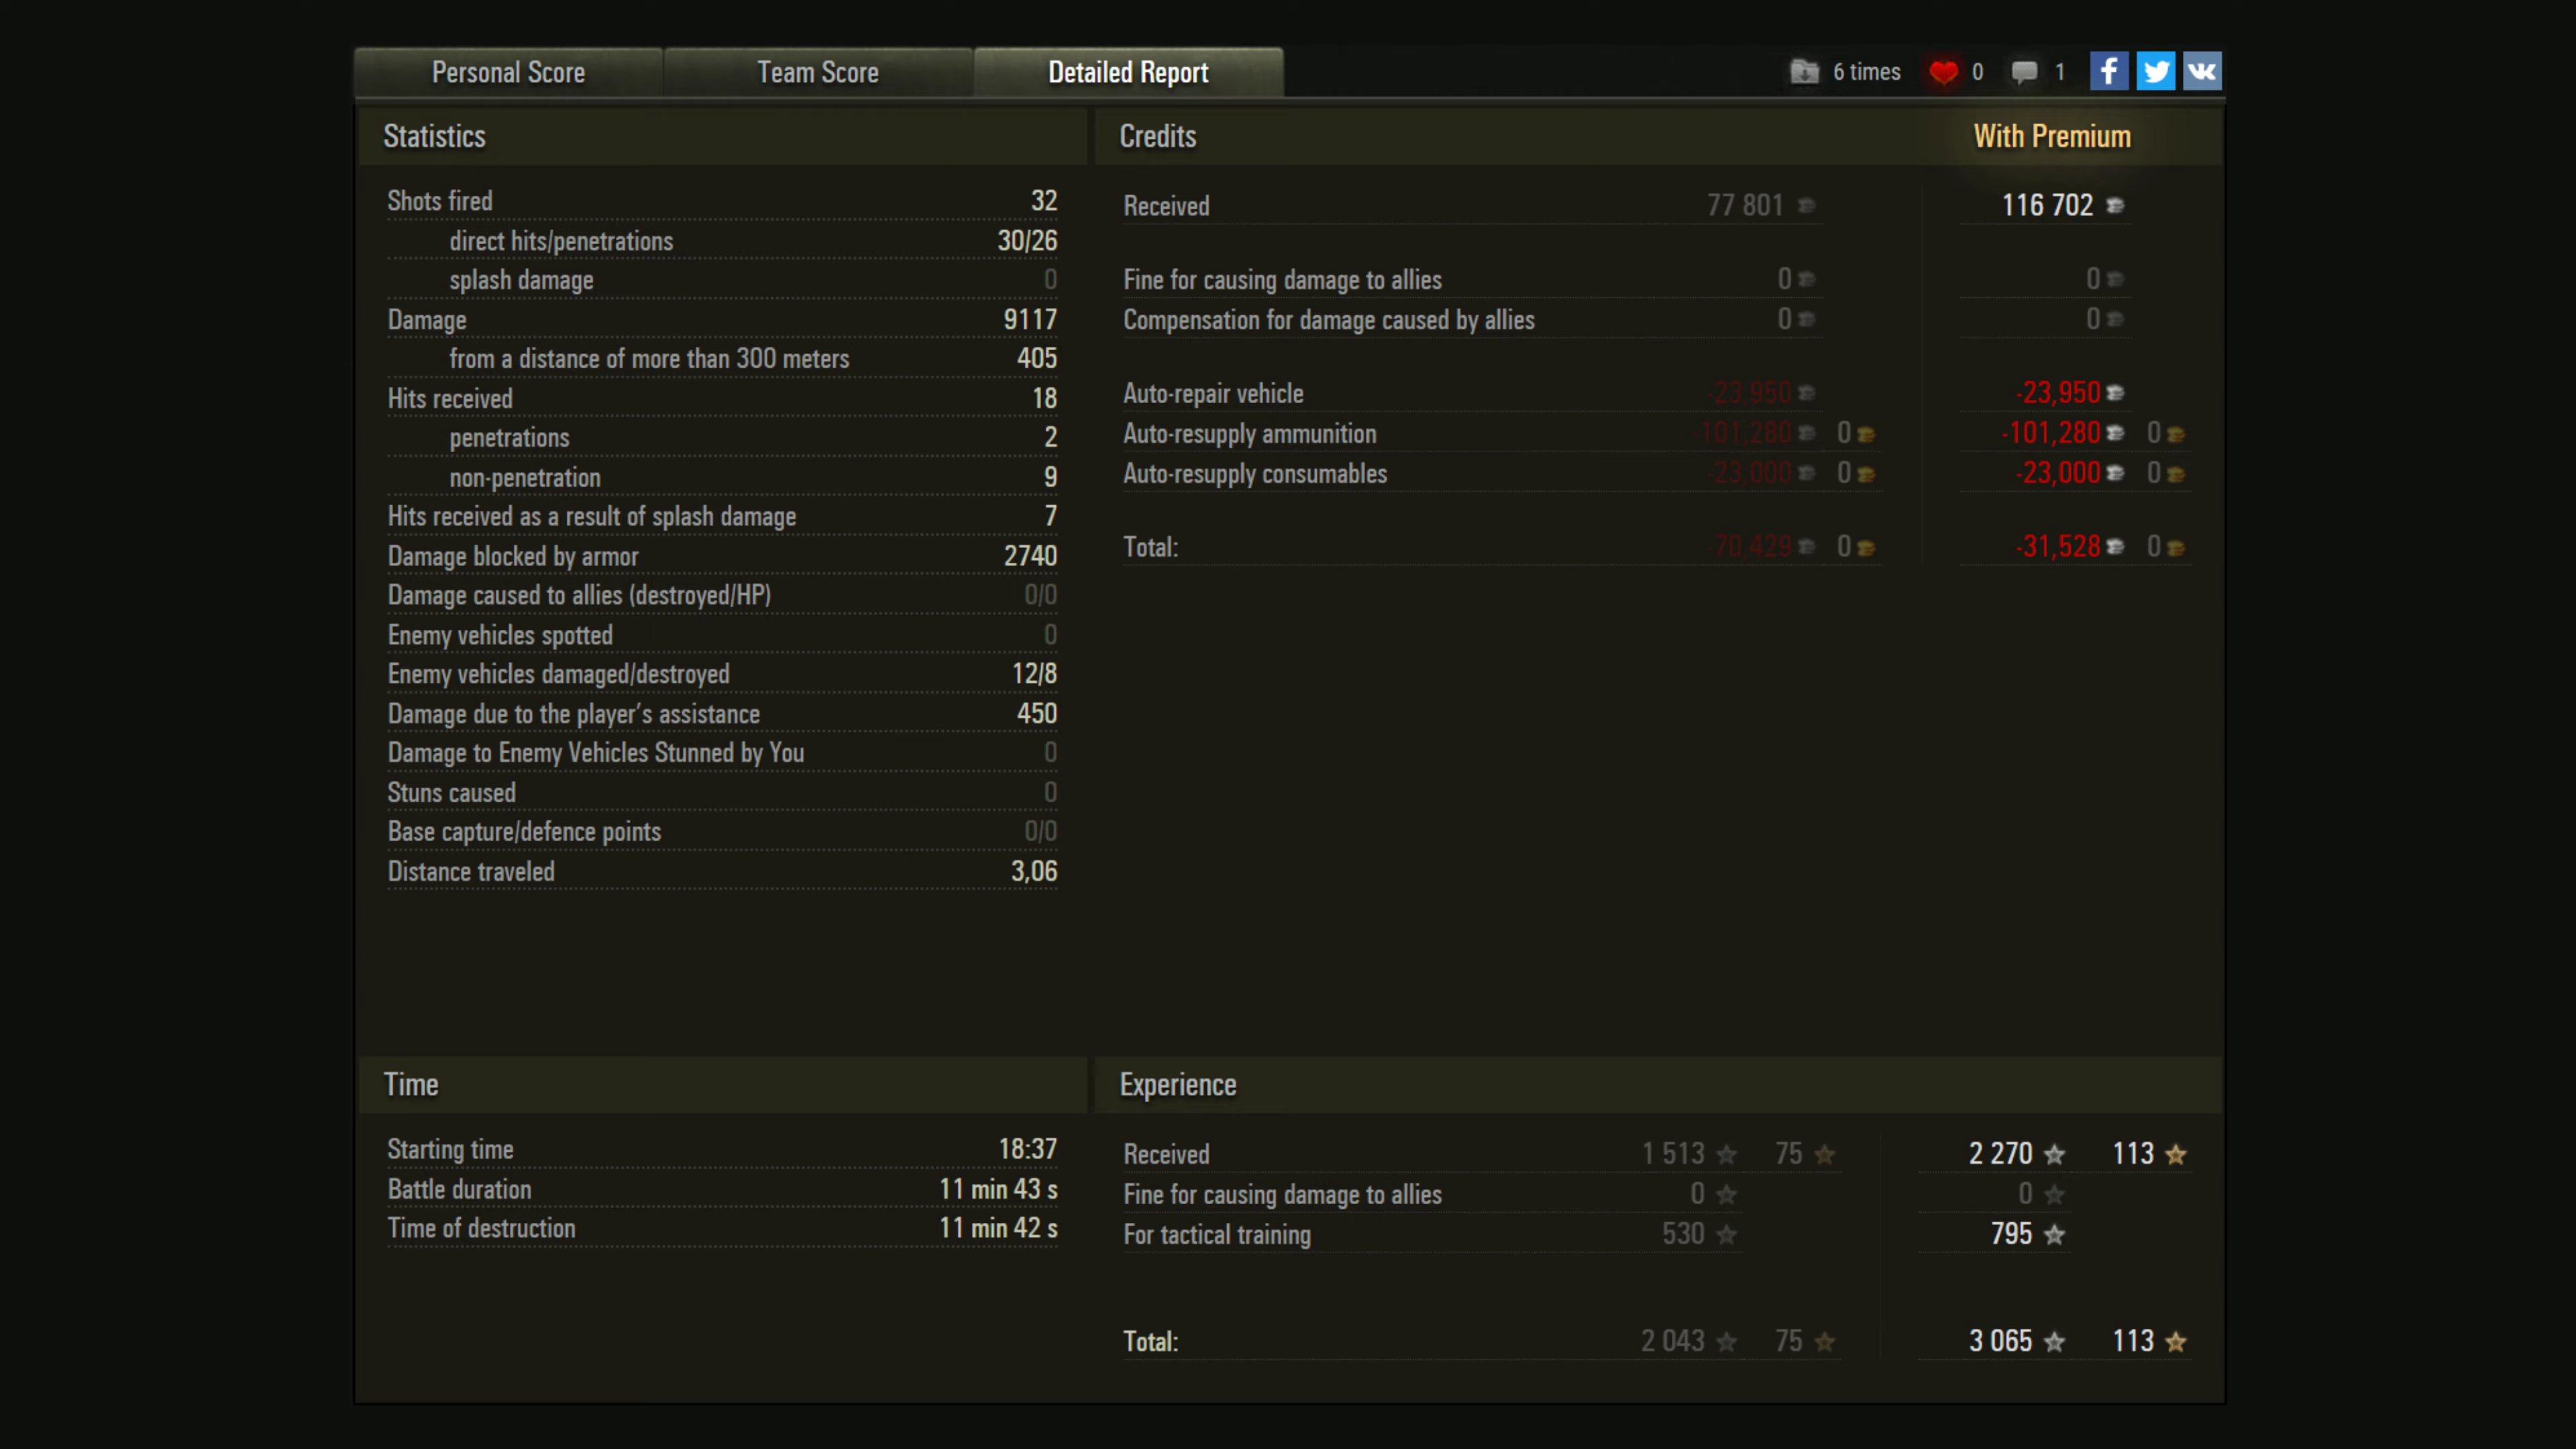 Personal Score
Team Score
Detailed Report
6 times
0
1
Statistics
Shots fired 32
direct hits/penetrations 30/26
splash damage 0
Damage 9117
from a distance of more than 300 meters 405
Hits received 18
penetrations 2
non-penetration 9
Hits received as a result of splash damage 7
Damage blocked by armor 2740
Damage caused to allies (destroyed/HP) 0/0
Enemy vehicles spotted 0
Enemy vehicles damaged/destroyed 12/8
Damage due to the player's assistance 450
Damage to Enemy Vehicles Stunned by You 0
Stuns caused 0
Base capture/defence points 0/0
Distance traveled 3,06
Credits With Premium
Received 77 801 116 702
Fine for causing damage to allies 0 0
Compensation for damage caused by allies 0 0
Auto-repair vehicle -23,950 -23,950
Auto-resupply ammunition -101,280 0 -101,280 0
Auto-resupply consumables -23,000 0 -23,000 0
Total: -70,429 0 -31,528 0
Time
Starting time 18:37
Battle duration 11 min 43 s
Time of destruction 11 min 42 s
Experience
Received 1 513 75 2 270 113
Fine for causing damage to allies 0 0
For tactical training 530 795
Total: 2 043 75 3 065 113